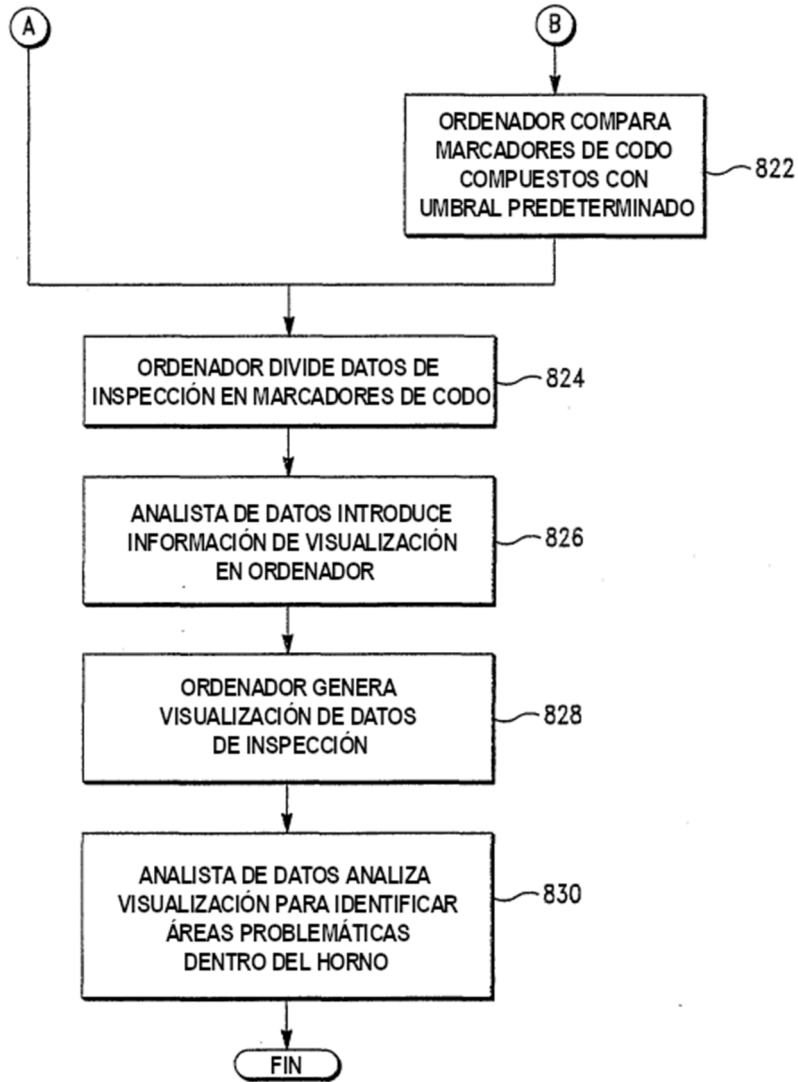 A
B
ORDENADOR COMPARA
MARCADORES DE CODO
COMPUESTOS CON
UMBRAL PREDETERMINADO
822
ORDENADOR DIVIDE DATOS DE
INSPECCIÓN EN MARCADORES DE CODO
824
ANALISTA DE DATOS INTRODUCE
INFORMACIÓN DE VISUALIZACIÓN
EN ORDENADOR
826
ORDENADOR GENERA
VISUALIZACIÓN DE DATOS
DE INSPECCIÓN
828
ANALISTA DE DATOS ANALIZA
VISUALIZACIÓN PARA IDENTIFICAR
ÁREAS PROBLEMÁTICAS
DENTRO DEL HORNO
830
FIN